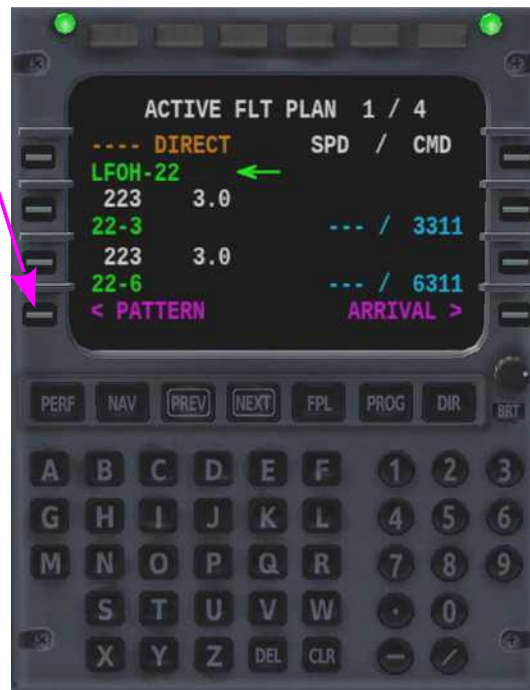 ACTIVE FLT PLAN 1 / 4
---- DIRECT SPD / CMD
LFOH-22 ←
223 3.0
22-3 --- / 3311
223 3.0
22-6 --- / 6311
< PATTERN ARRIVAL >
PERF NAV PREV NEXT FPL PROG DIR BRT
A B C D E F 1 2 3
G H I J K L 4 5 6
M N O P Q R 7 8 9
S T U V W · 0
X Y Z DEL CLR − /